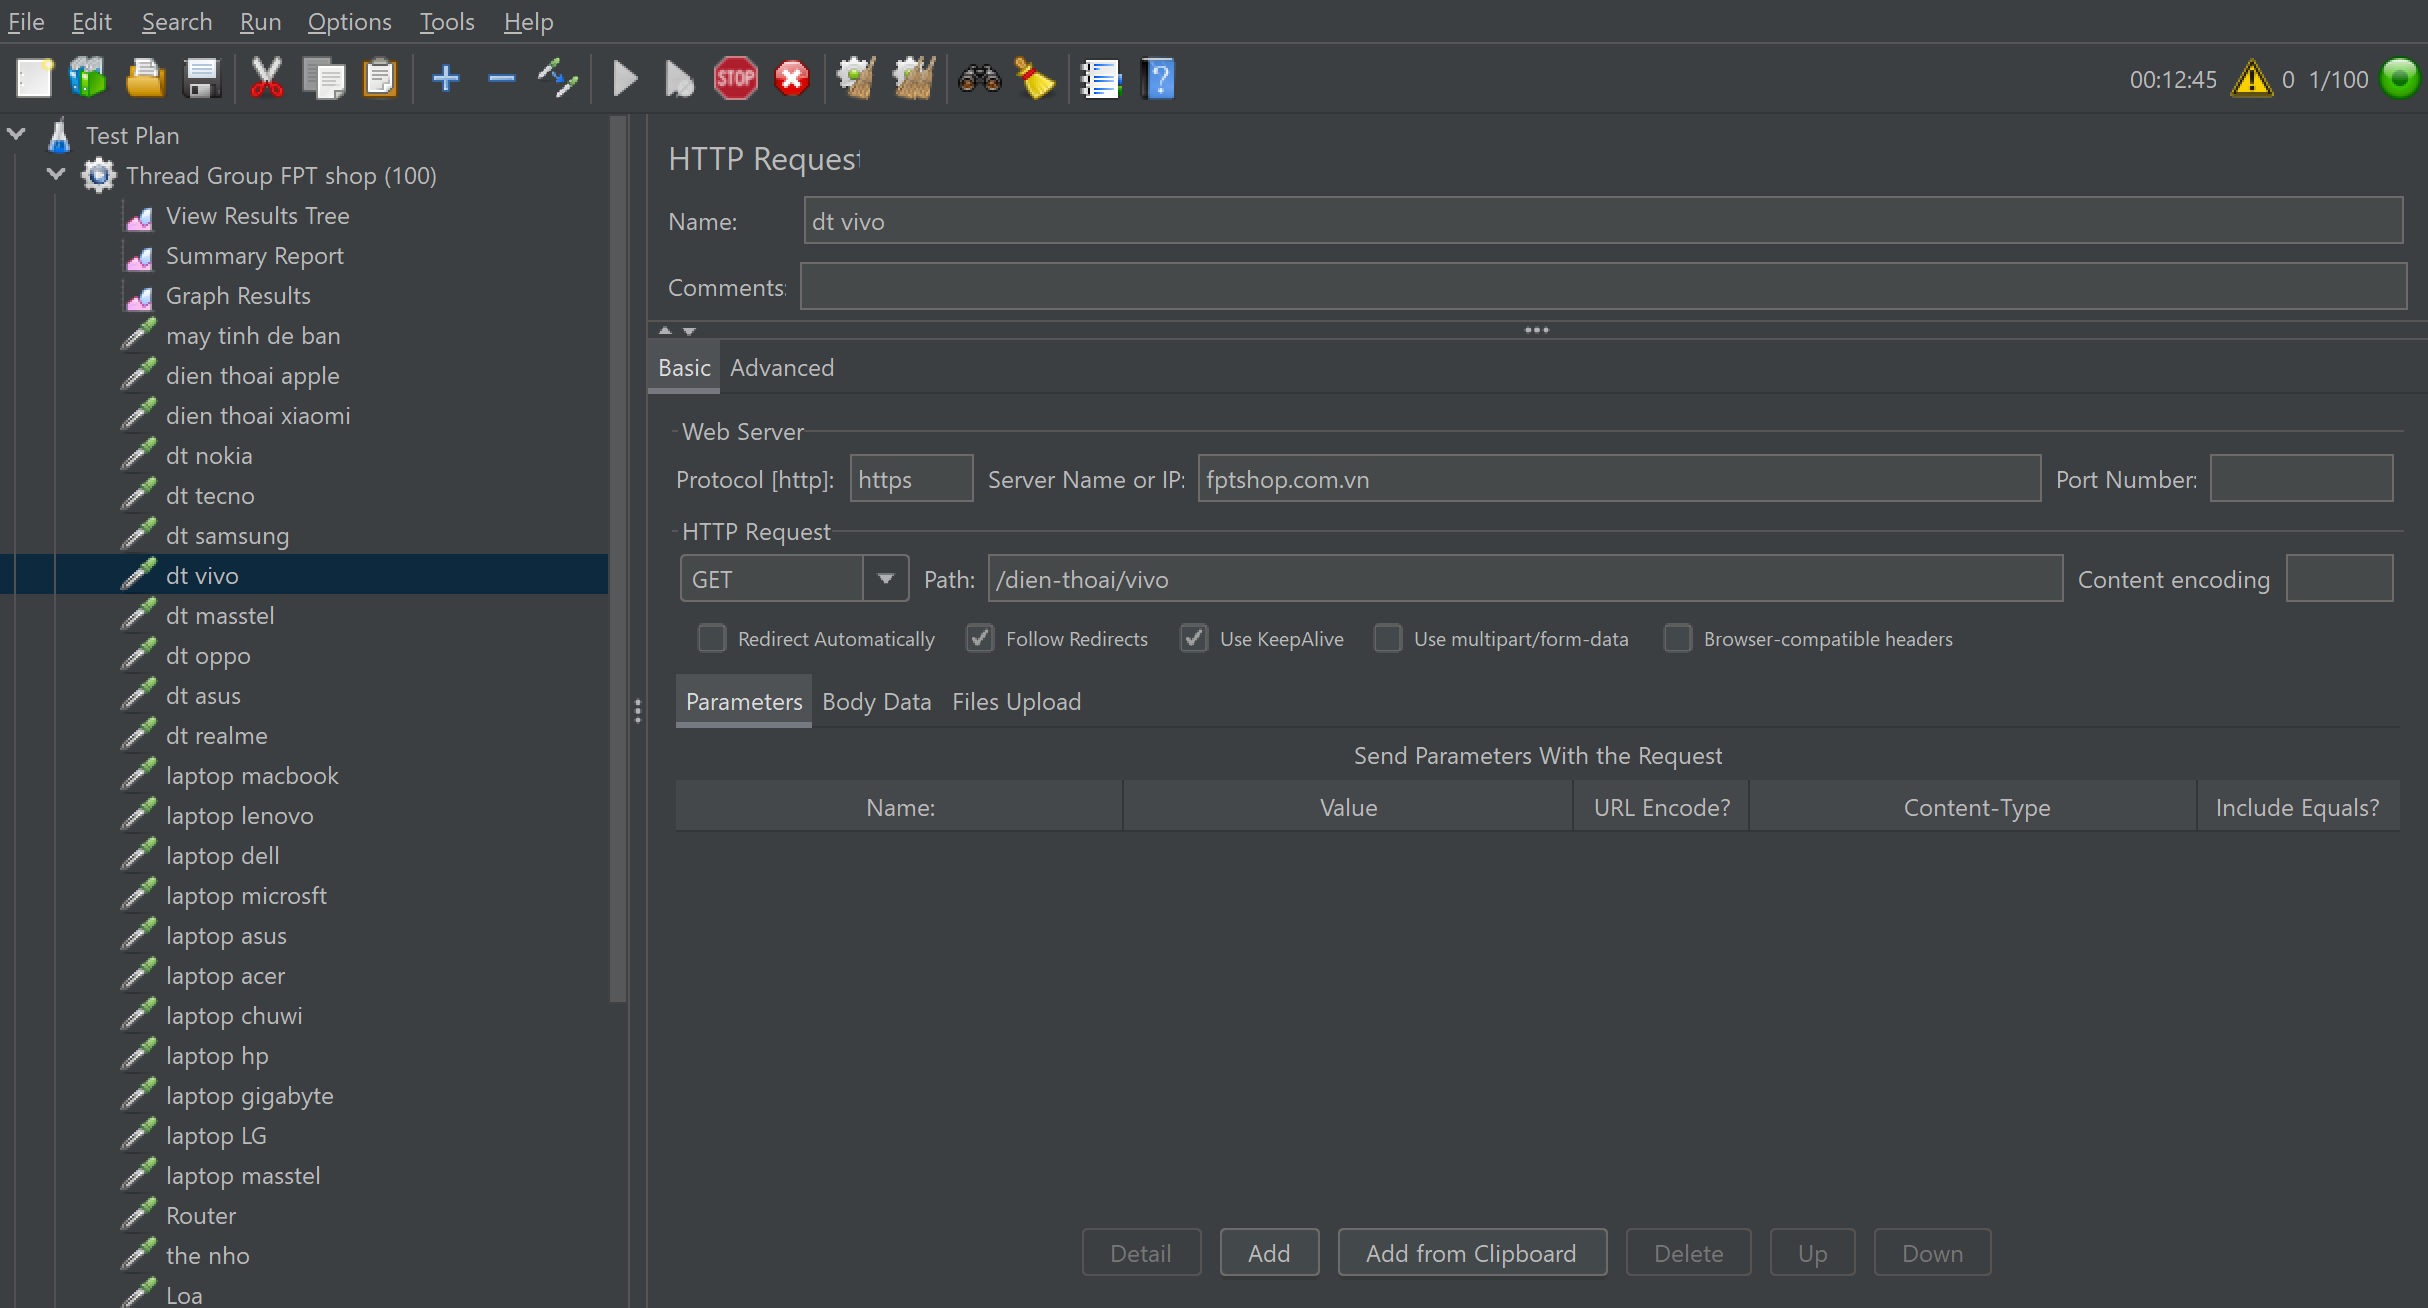 File Edit Search Run Options Tools Help
STOP ? 00:12:45 0 1/100
Test Plan
Thread Group FPT shop (100)
View Results Tree
Summary Report
Graph Results
may tinh de ban
dien thoai apple
dien thoai xiaomi
dt nokia
dt tecno
dt samsung
dt vivo
dt masstel
dt oppo
dt asus
dt realme
laptop macbook
laptop lenovo
laptop dell
laptop microsft
laptop asus
laptop acer
laptop chuwi
laptop hp
laptop gigabyte
laptop LG
laptop masstel
Router
the nho
Loa
HTTP Request
Name: dt vivo
Comments:
Basic Advanced
Web Server
Protocol [http]: https Server Name or IP: fptshop.com.vn Port Number:
HTTP Request
GET Path: /dien-thoai/vivo Content encoding
Redirect Automatically Follow Redirects Use KeepAlive Use multipart/form-data Browser-compatible headers
Parameters Body Data Files Upload
Send Parameters With the Request
Name: Value URL Encode? Content-Type Include Equals?
Detail Add Add from Clipboard Delete Up Down